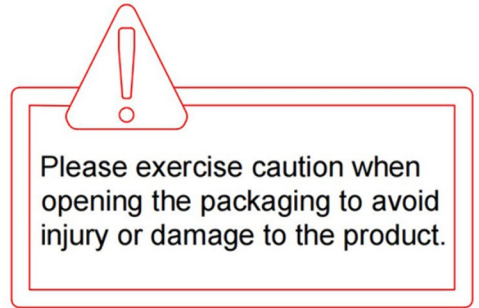 Please exercise caution when
opening the packaging to avoid
injury or damage to the product.